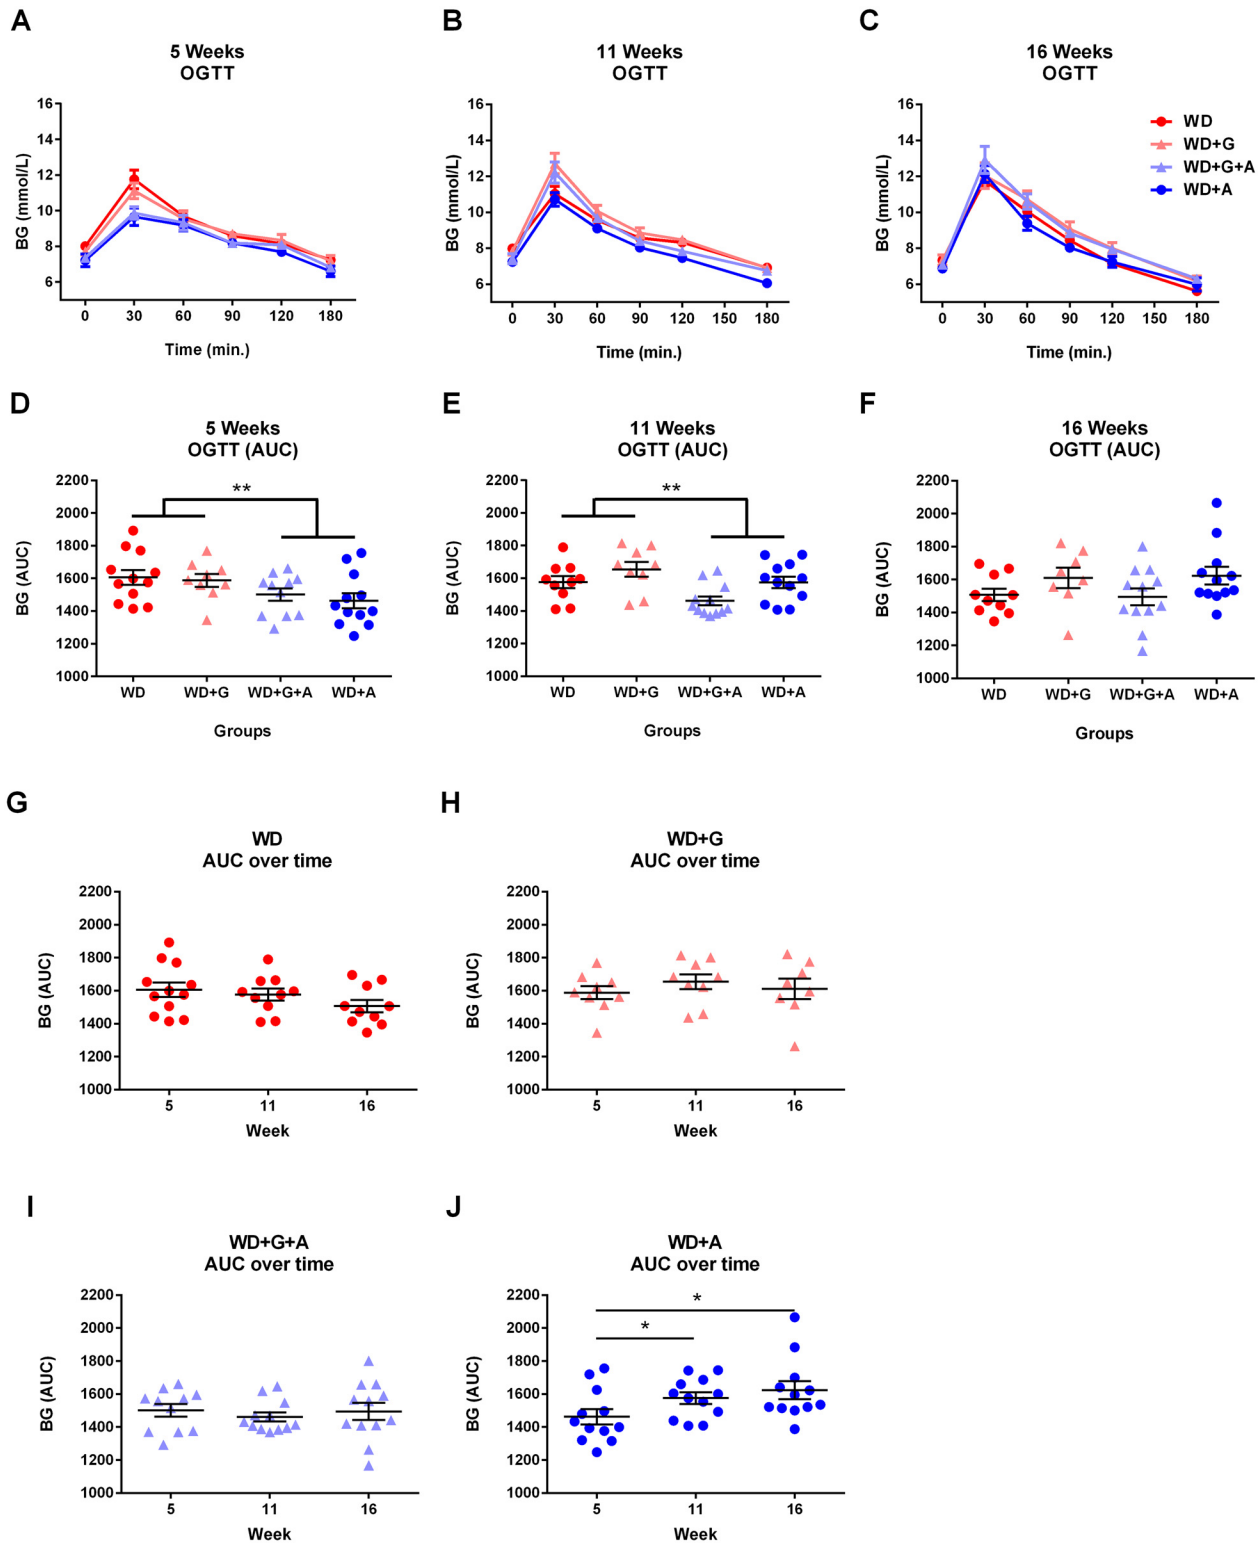 A
5 Weeks
OGTT
16
14
12
10
8
6
BG (mmol/L)
0 30 60 90 120 180
Time (min.)
B
11 Weeks
OGTT
16
14
12
10
8
6
BG (mmol/L)
0 30 60 90 120 150 180
Time (min.)
C
16 Weeks
OGTT
16
14
12
10
8
6
BG (mmol/L)
0 30 60 90 120 150 180
Time (min.)
WD
WD+G
WD+G+A
WD+A
D
5 Weeks
OGTT (AUC)
2200
2000
1800
1600
1400
1200
1000
BG (AUC)
**
WD WD+G WD+G+A WD+A
Groups
E
11 Weeks
OGTT (AUC)
2200
2000
1800
1600
1400
1200
1000
BG (AUC)
**
WD WD+G WD+G+A WD+A
Groups
F
16 Weeks
OGTT (AUC)
2200
2000
1800
1600
1400
1200
1000
BG (AUC)
WD WD+G WD+G+A WD+A
Groups
G
WD
AUC over time
2200
2000
1800
1600
1400
1200
1000
BG (AUC)
5 11 16
Week
H
WD+G
AUC over time
2200
2000
1800
1600
1400
1200
1000
BG (AUC)
5 11 16
Week
I
WD+G+A
AUC over time
2200
2000
1800
1600
1400
1200
1000
BG (AUC)
5 11 16
Week
J
WD+A
AUC over time
2200
2000
1800
1600
1400
1200
1000
BG (AUC)
*
*
5 11 16
Week